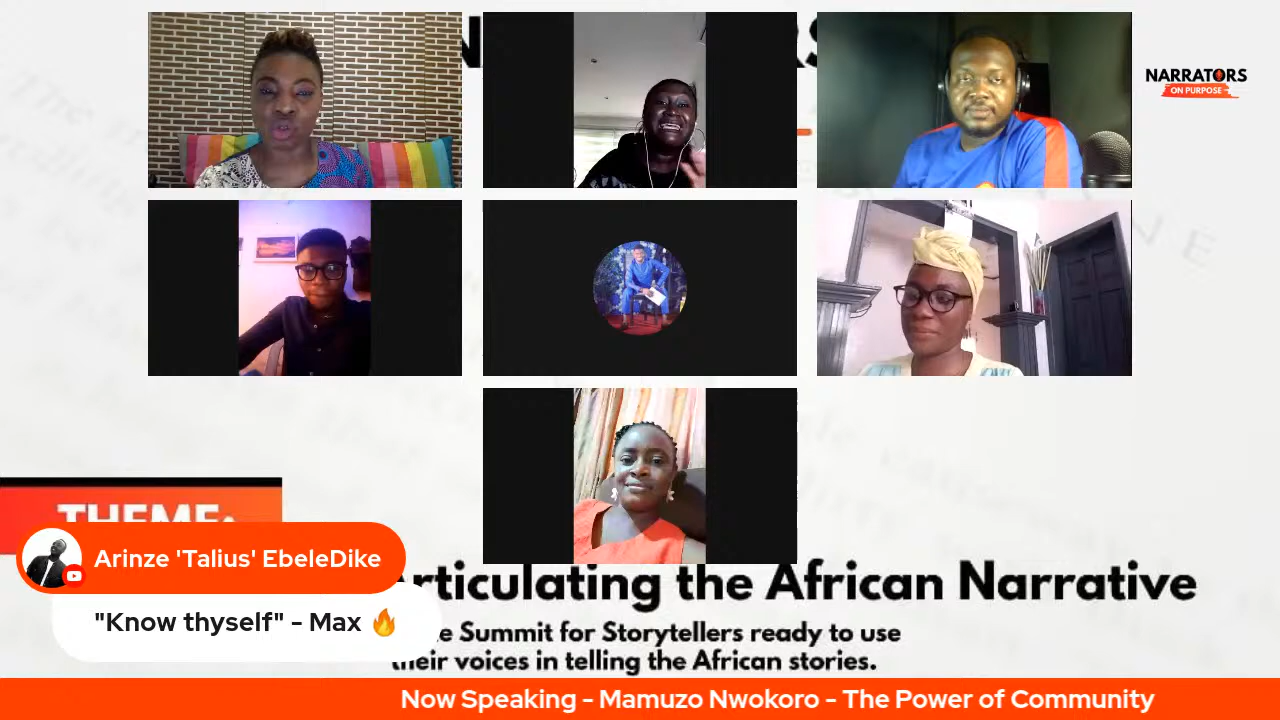 NARRATORS
ON PURPOSE
THEME:
Arinze 'Talius' EbeleDike
"Know thyself" - Max 🔥
rticulating the African Narrative
e Summit for Storytellers ready to use
their voices in telling the African stories.
Now Speaking - Mamuzo Nwokoro - The Power of Community